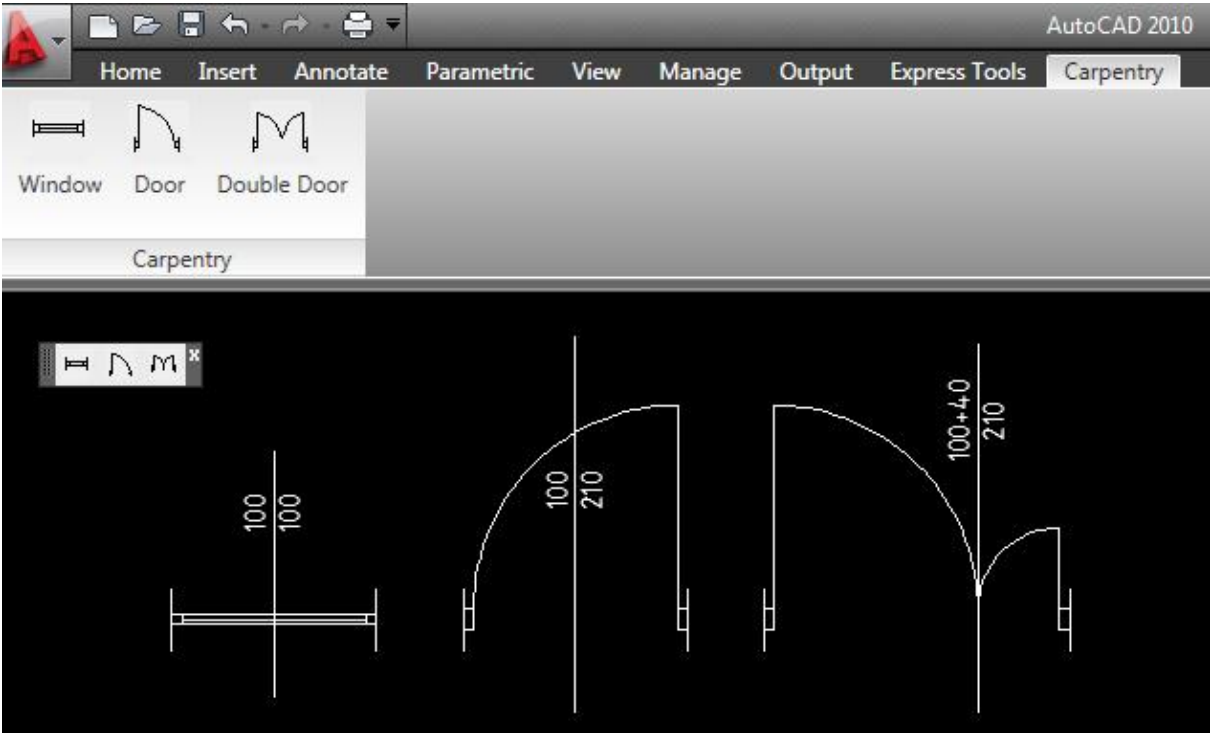 AutoCAD 2010
Home Insert Annotate Parametric View Manage Output Express Tools Carpentry
Window Door Double Door
Carpentry
100
100
100
210
100+40
210